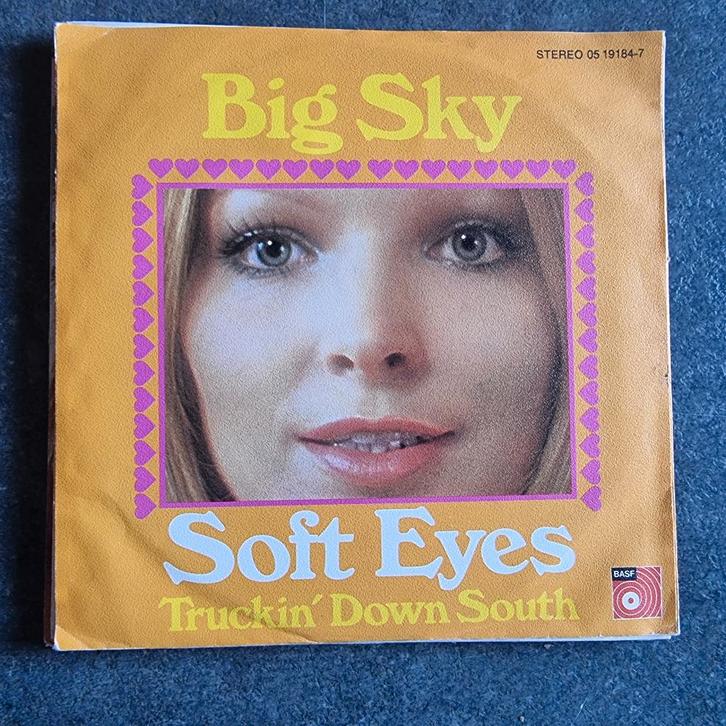 STEREO 05 19184-7
Big Sky
Soft Eyes
BASF
Truckin' Down South